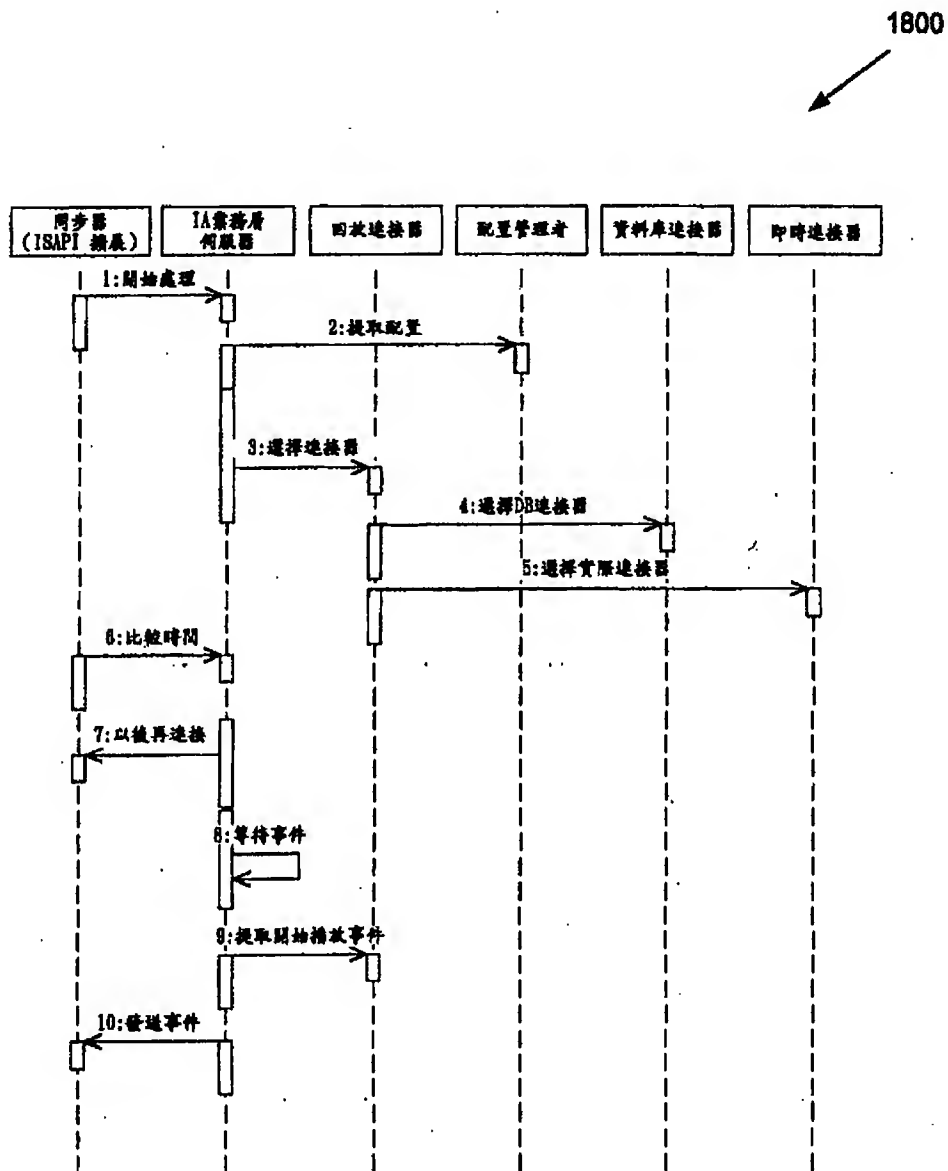 1800
同步器
(ISAPI 擴展)
IA業務層
伺服器
回放連接器
配置管理者
資料庫連接器
即時連接器
1:開始處理
2:提取配置
3:選擇連接器
4:選擇DB連接器
5:選擇實際連接器
6:比較時間
7:以後再連接
8:等待事件
9:提取開始播放事件
10:發送事件